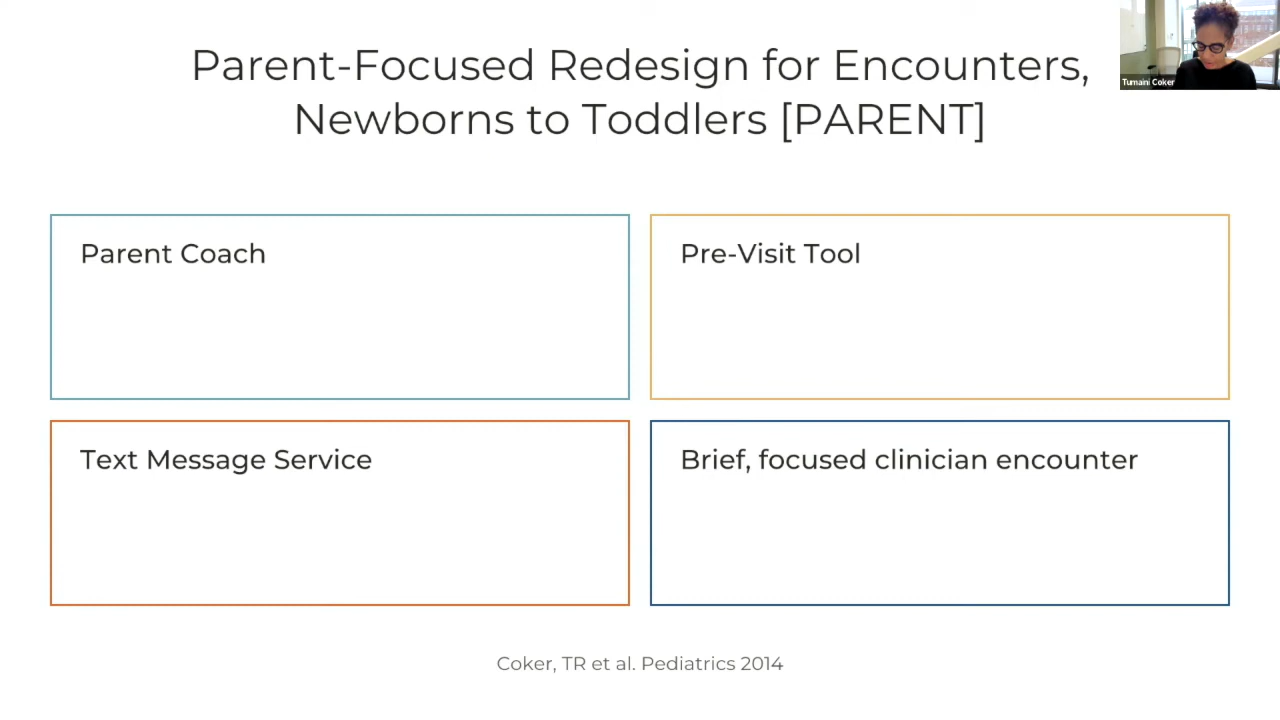 Parent-Focused Redesign for Encounters,
Newborns to Toddlers [PARENT]
Tumaini Coker
Parent Coach
Pre-Visit Tool
Text Message Service
Brief, focused clinician encounter
Coker, TR et al. Pediatrics 2014